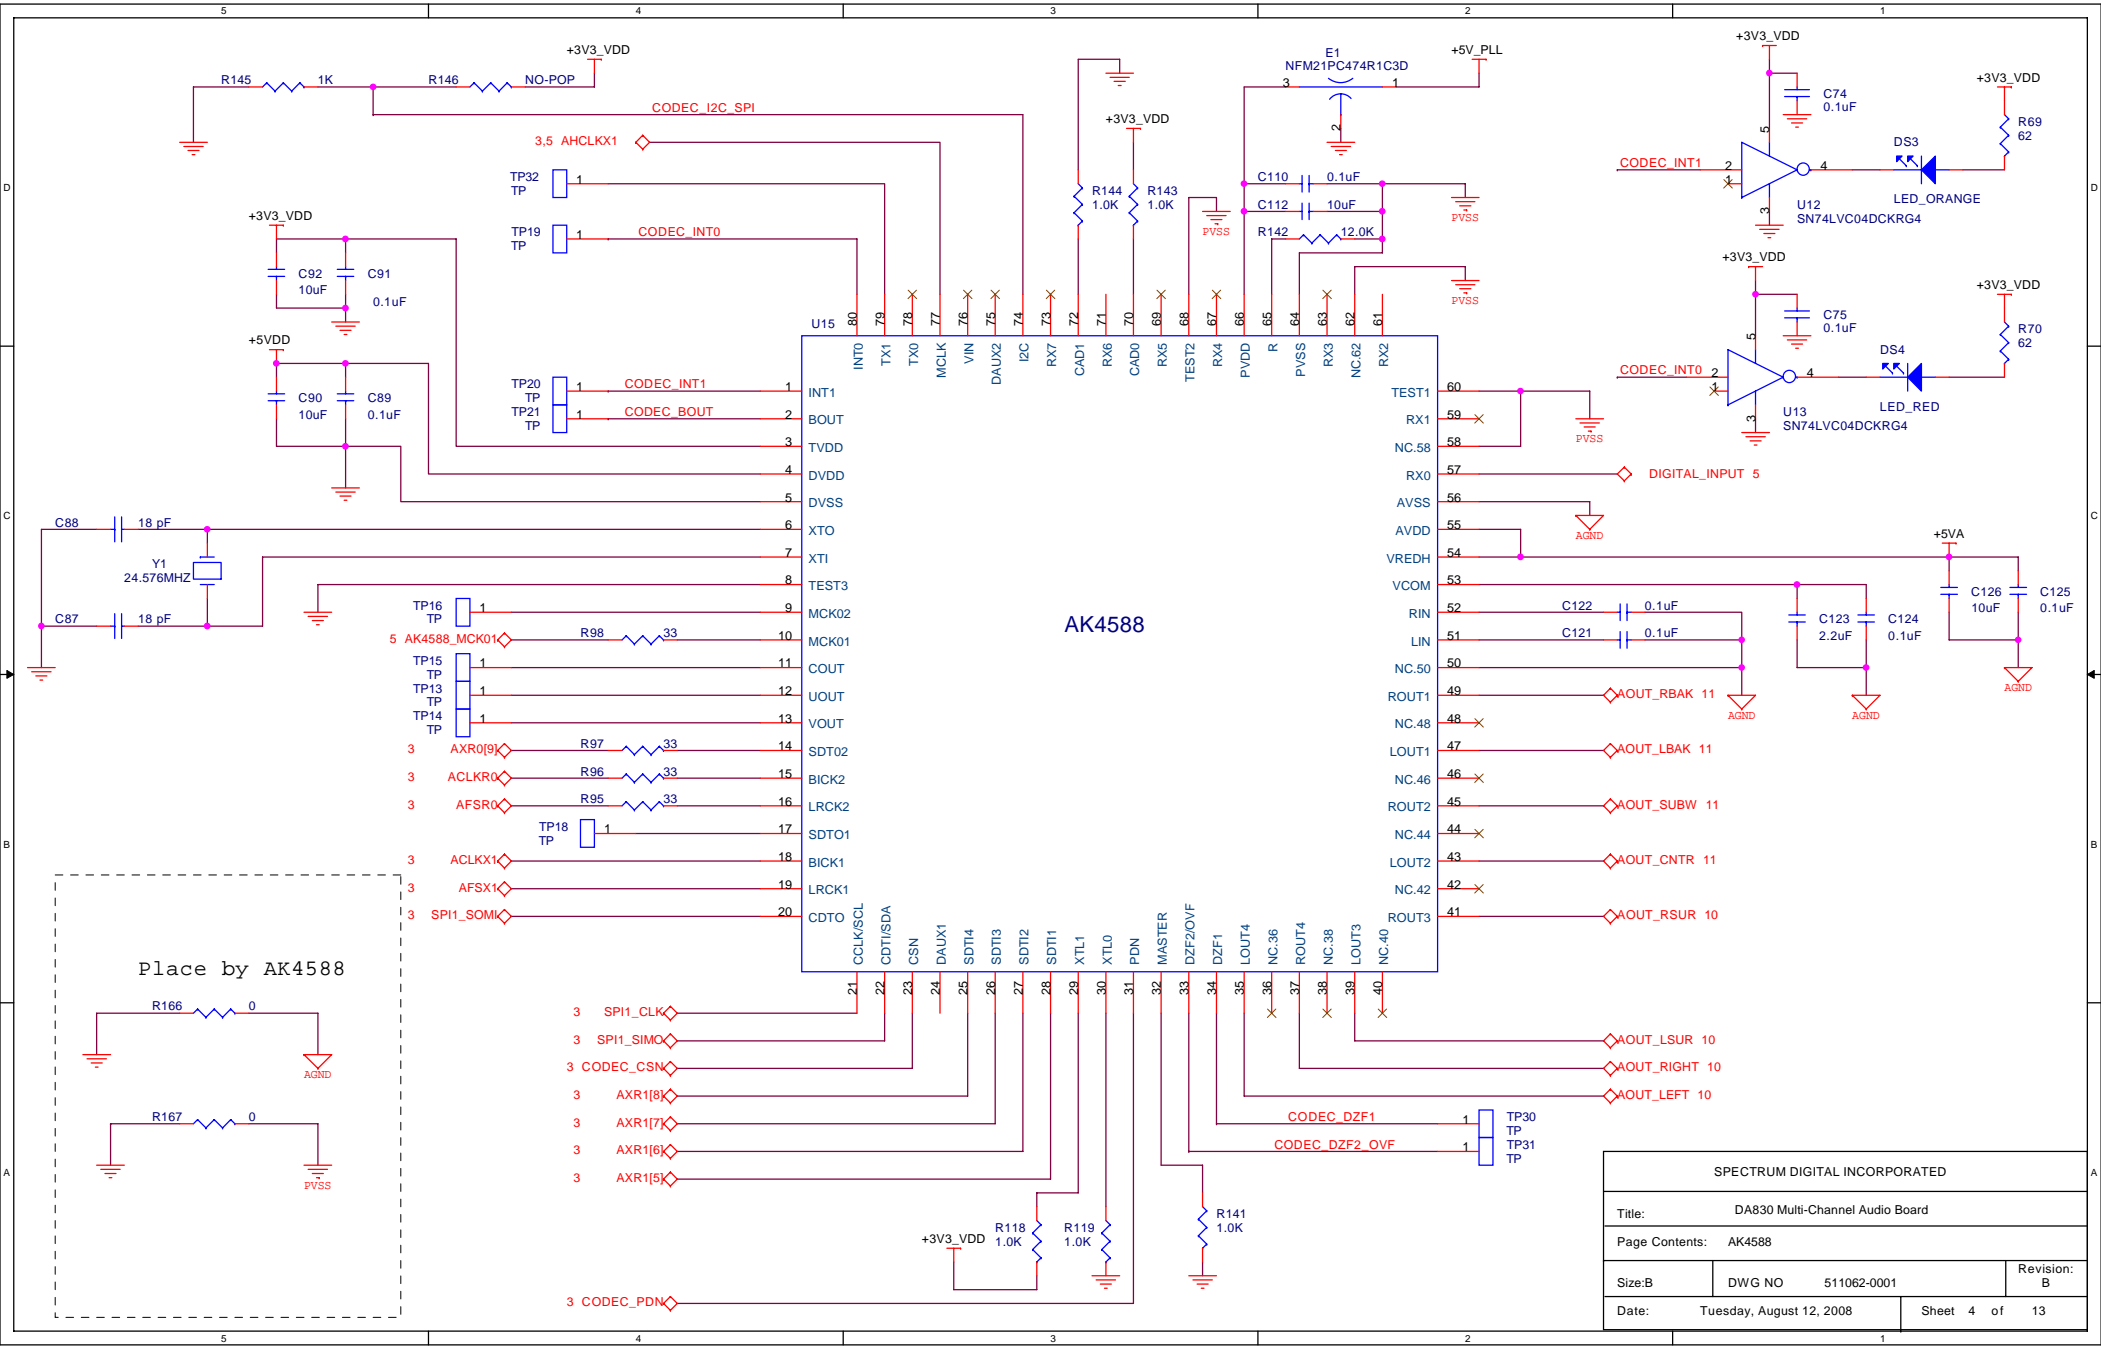 5 4 3 2 1
+3V3_VDD
R145 1K R146 NO-POP
CODEC_I2C_SPI
3,5 AHCLKX1
TP32 1
TP
TP19 1 CODEC_INT0
TP
+3V3_VDD
C92 C91
10uF 0.1uF
+5VDD
C90 C89
10uF 0.1uF
TP20 1 CODEC_INT1
TP
TP21 1 CODEC_BOUT
TP
C88 18 pF
Y1
24.576MHZ
C87 18 pF
TP16 1
TP
5 AK4588_MCK01 R98 33
TP15 1
TP
TP13 1
TP
TP14 1
TP
3 AXR0[9] R97 33
3 ACLKR0 R96 33
3 AFSR0 R95 33
TP18 1
TP
3 ACLKX1
3 AFSX1
3 SPI1_SOMI
+3V3_VDD
R144 R143
1.0K 1.0K
E1
NFM21PC474R1C3D
3 1
2
+5V_PLL
C110 0.1uF
C112 10uF
R142 12.0K
PVSS
PVSS
PVSS
+3V3_VDD
C74
0.1uF
+3V3_VDD
R69
62
DS3
CODEC_INT1 2 4
1
5
3
LED_ORANGE
U12
SN74LVC04DCKRG4
+3V3_VDD
C75
0.1uF
+3V3_VDD
R70
62
DS4
CODEC_INT0 2 4
1
5
3
LED_RED
U13
SN74LVC04DCKRG4
U15
AK4588
80 INT0
79 TX1
78 TX0
77 MCLK
76 VIN
75 DAUX2
74 I2C
73 RX7
72 CAD1
71 RX6
70 CAD0
69 RX5
68 TEST2
67 RX4
66 PVDD
65 R
64 PVSS
63 RX3
62 NC.62
61 RX2
1 INT1
2 BOUT
3 TVDD
4 DVDD
5 DVSS
6 XTO
7 XTI
8 TEST3
9 MCK02
10 MCK01
11 COUT
12 UOUT
13 VOUT
14 SDT02
15 BICK2
16 LRCK2
17 SDTO1
18 BICK1
19 LRCK1
20 CDTO
TEST1 60
RX1 59
NC.58 58
RX0 57
AVSS 56
AVDD 55
VREDH 54
VCOM 53
RIN 52
LIN 51
NC.50 50
ROUT1 49
NC.48 48
LOUT1 47
NC.46 46
ROUT2 45
NC.44 44
LOUT2 43
NC.42 42
ROUT3 41
CCLK/SCL 21
CDTI/SDA 22
CSN 23
DAUX1 24
SDTI4 25
SDTI3 26
SDTI2 27
SDTI1 28
XTL1 29
XTL0 30
PDN 31
MASTER 32
DZF2/OVF 33
DZF1 34
LOUT4 35
NC.36 36
ROUT4 37
NC.38 38
LOUT3 39
NC.40 40
PVSS
DIGITAL_INPUT 5
AGND
+5VA
C126 C125
10uF 0.1uF
AGND
C122 0.1uF
C121 0.1uF
C123 C124
2.2uF 0.1uF
AGND AGND
AOUT_RBAK 11
AOUT_LBAK 11
AOUT_SUBW 11
AOUT_CNTR 11
AOUT_RSUR 10
AOUT_LSUR 10
AOUT_RIGHT 10
AOUT_LEFT 10
CODEC_DZF1 1 TP30
TP
CODEC_DZF2_OVF 1 TP31
TP
3 SPI1_CLK
3 SPI1_SIMO
3 CODEC_CSN
3 AXR1[8]
3 AXR1[7]
3 AXR1[6]
3 AXR1[5]
+3V3_VDD
R118 R119 R141
1.0K 1.0K 1.0K
3 CODEC_PDN
Place by AK4588
R166 0
AGND
R167 0
PVSS
SPECTRUM DIGITAL INCORPORATED
Title: DA830 Multi-Channel Audio Board
Page Contents: AK4588
Size:B DWG NO 511062-0001 Revision: B
Date: Tuesday, August 12, 2008 Sheet 4 of 13
D D
C C
B B
A A
5 4 3 2 1